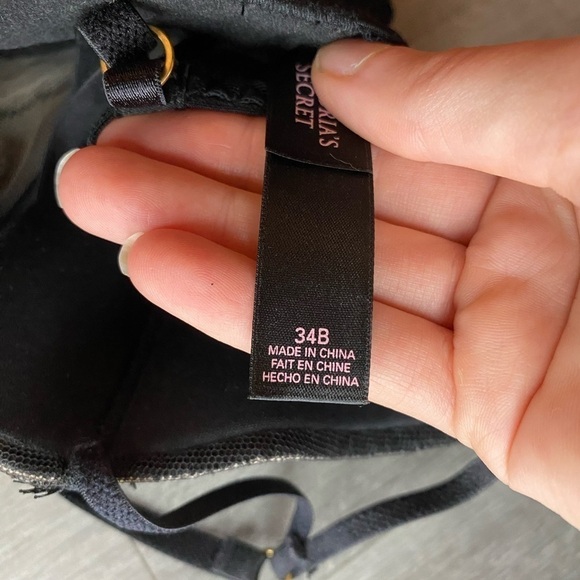 SECRET
34B
MADE IN CHINA
FAIT EN CHINE
HECHO EN CHINA